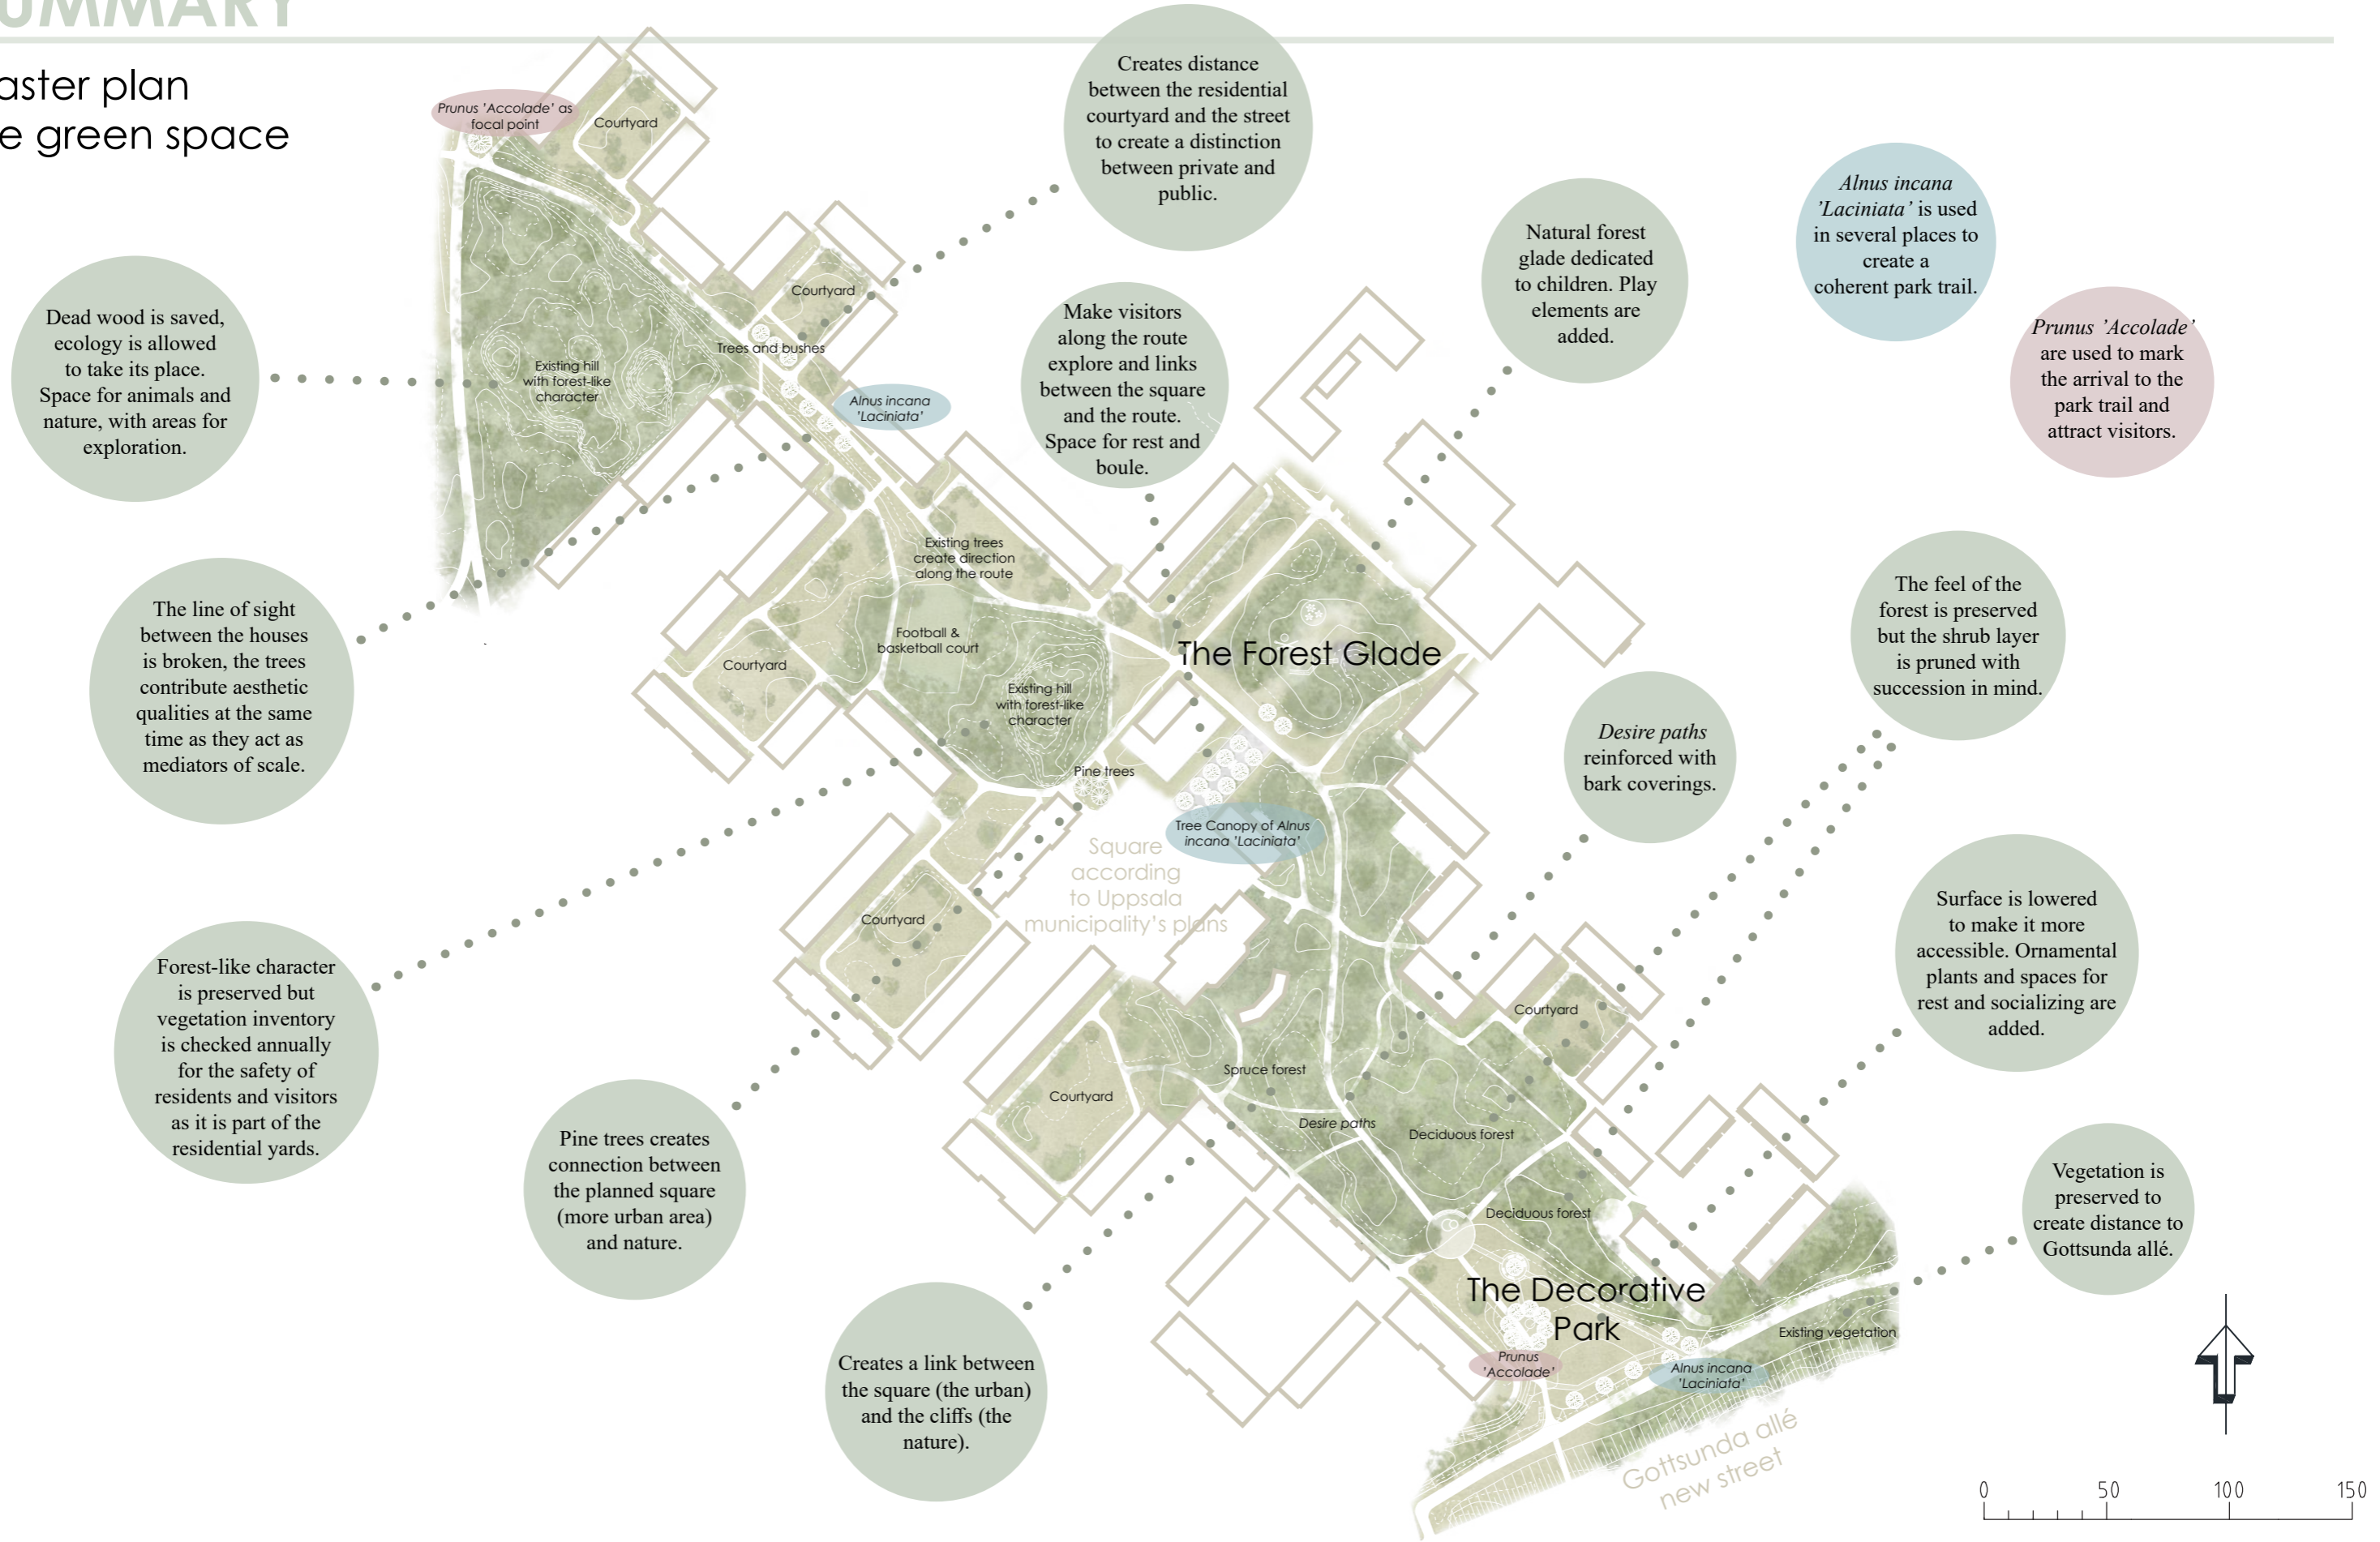 UMMARY
aster plan
e green space
Prunus 'Accolade' as
focal point
Courtyard
Creates distance
between the residential
courtyard and the street
to create a distinction
between private and
public.
Natural forest
glade dedicated
to children. Play
elements are
added.
Alnus incana
'Laciniata' is used
in several places to
create a
coherent park trail.
Prunus 'Accolade'
are used to mark
the arrival to the
park trail and
attract visitors.
Dead wood is saved,
ecology is allowed
to take its place.
Space for animals and
nature, with areas for
exploration.
Existing hill
with forest-like
character
Courtyard
Trees and bushes
Alnus incana
'Laciniata'
Make visitors
along the route
explore and links
between the square
and the route.
Space for rest and
boule.
The line of sight
between the houses
is broken, the trees
contribute aesthetic
qualities at the same
time as they act as
mediators of scale.
Existing trees
create direction
along the route
Football &
basketball court
Courtyard
Existing hill
with forest-like
character
The Forest Glade
Pine trees
Tree Canopy of Alnus
incana 'Laciniata'
Square
according
to Uppsala
municipality's plans
Desire paths
reinforced with
bark coverings.
The feel of the
forest is preserved
but the shrub layer
is pruned with
succession in mind.
Surface is lowered
to make it more
accessible. Ornamental
plants and spaces for
rest and socializing are
added.
Forest-like character
is preserved but
vegetation inventory
is checked annually
for the safety of
residents and visitors
as it is part of the
residential yards.
Courtyard
Pine trees creates
connection between
the planned square
(more urban area)
and nature.
Courtyard
Spruce forest
Desire paths
Courtyard
Deciduous forest
Deciduous forest
Vegetation is
preserved to
create distance to
Gottsunda allé.
Creates a link between
the square (the urban)
and the cliffs (the
nature).
The Decorative
Park
Prunus
'Accolade'
Alnus incana
'Laciniata'
Existing vegetation
Gottsunda allé
new street
0 50 100 150